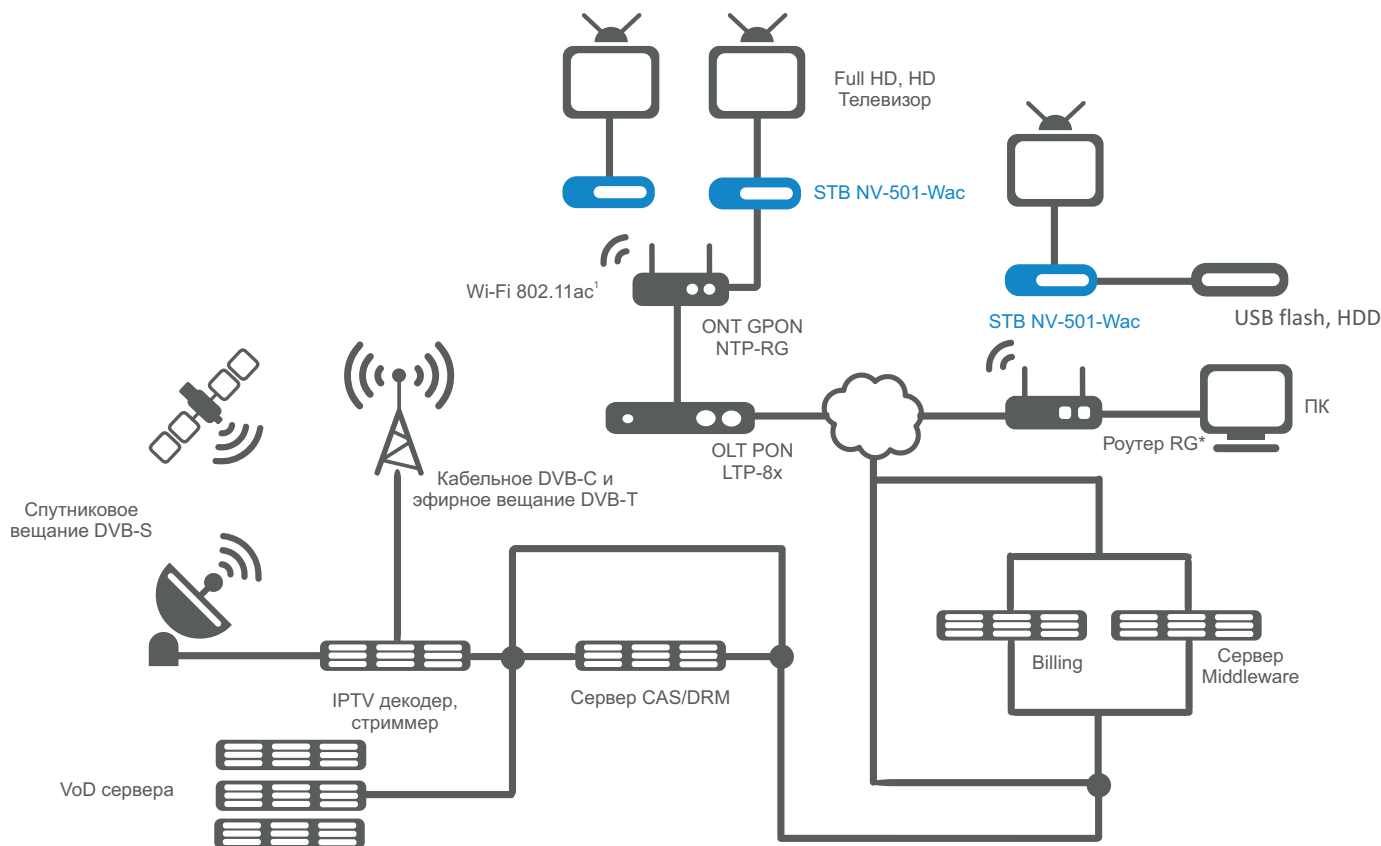 Full HD, HD
Телевизор
STB NV-501-Wac
Wi-Fi 802.11ac¹
ONT GPON
NTP-RG
STB NV-501-Wac
USB flash, HDD
ПК
Роутер RG*
OLT PON
LTP-8x
Кабельное DVB-C и
эфирное вещание DVB-T
Спутниковое
вещание DVB-S
IPTV декодер,
стриммер
Сервер CAS/DRM
Billing
Сервер
Middleware
VoD сервера